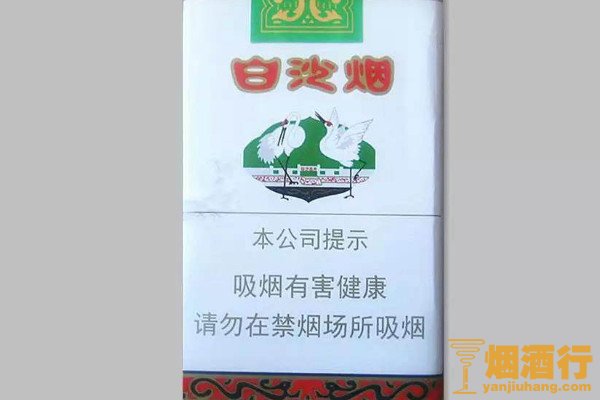 白沙烟
本公司提示
吸烟有害健康
请勿在禁烟场所吸烟
烟酒行
yanjiuhang.com